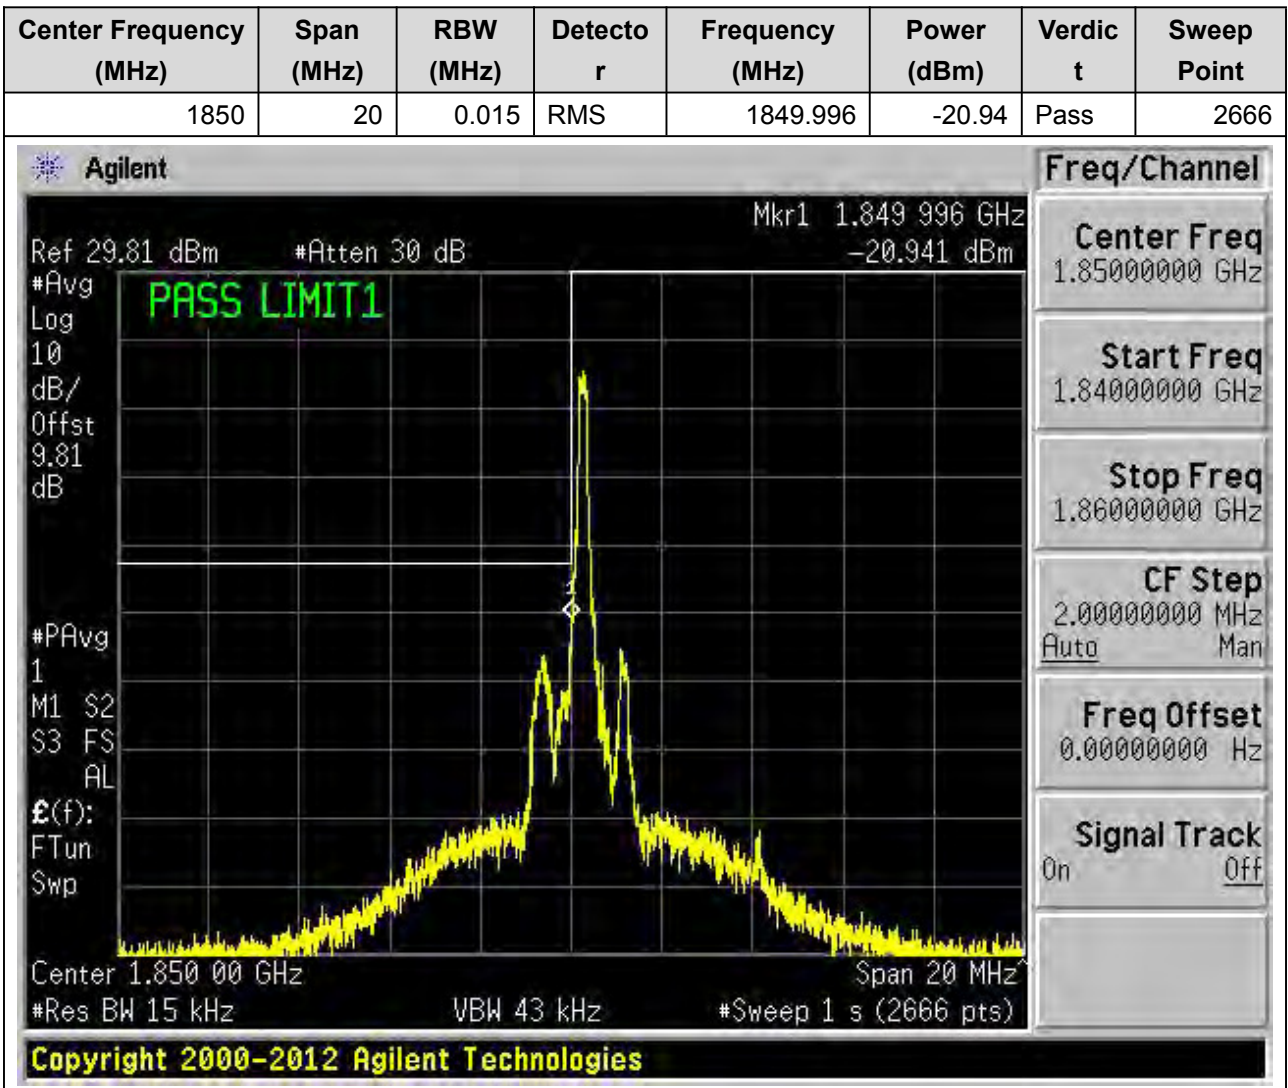 Center Frequency Span RBW Detecto Frequency Power Verdic Sweep
(MHz) (MHz) (MHz) r (MHz) (dBm) t Point
1850 20 0.015 RMS 1849.996 -20.94 Pass 2666
Agilent
Freq/Channel
Mkr1 1.849 996 GHz
Ref 29.81 dBm #Atten 30 dB -20.941 dBm
#Avg
Log
10
dB/
Offst
9.81
dB
PASS LIMIT1
1
#PAvg
1
M1 S2
S3 FS
AL
£(f):
FTun
Swp
Center 1.850 00 GHz Span 20 MHz^
#Res BW 15 kHz VBW 43 kHz #Sweep 1 s (2666 pts)
Center Freq
1.85000000 GHz
Start Freq
1.84000000 GHz
Stop Freq
1.86000000 GHz
CF Step
2.00000000 MHz
Auto Man
Freq Offset
0.00000000 Hz
Signal Track
On Off
Copyright 2000-2012 Agilent Technologies